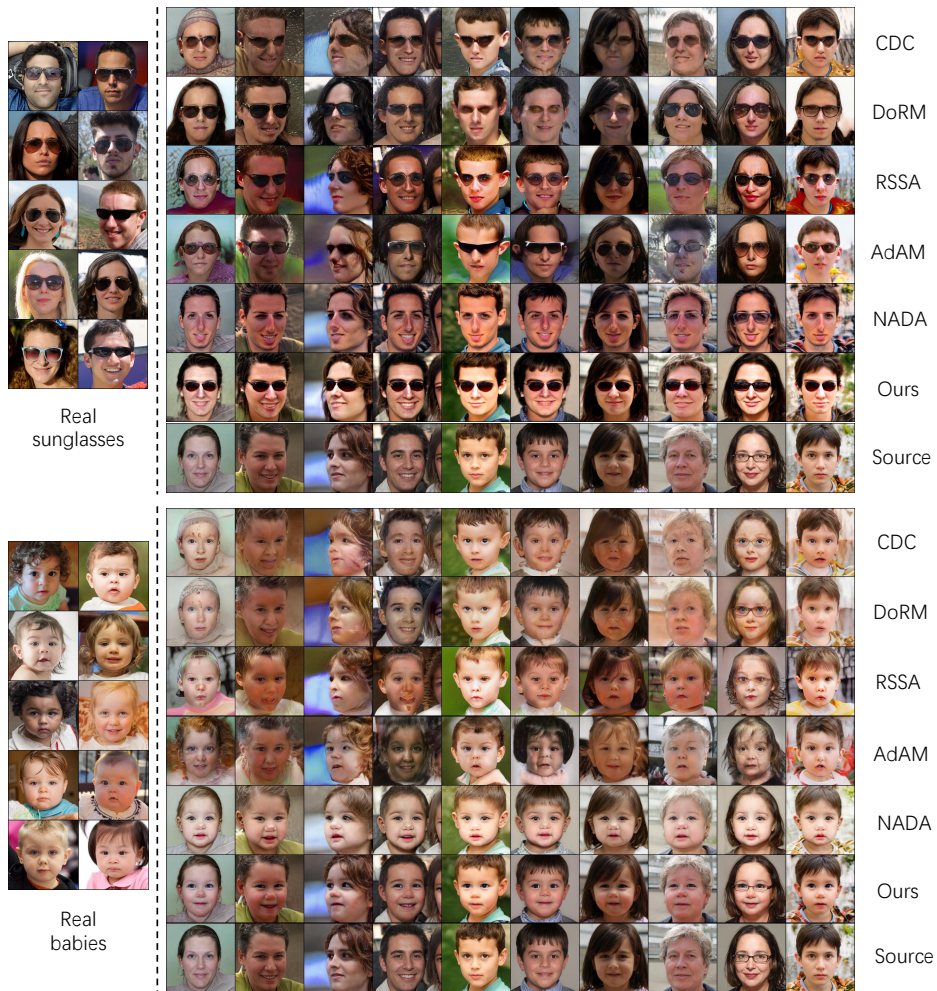 CDC
DoRM
RSSA
AdAM
NADA
Ours
Source
Real
sunglasses
CDC
DoRM
RSSA
AdAM
NADA
Ours
Source
Real
babies